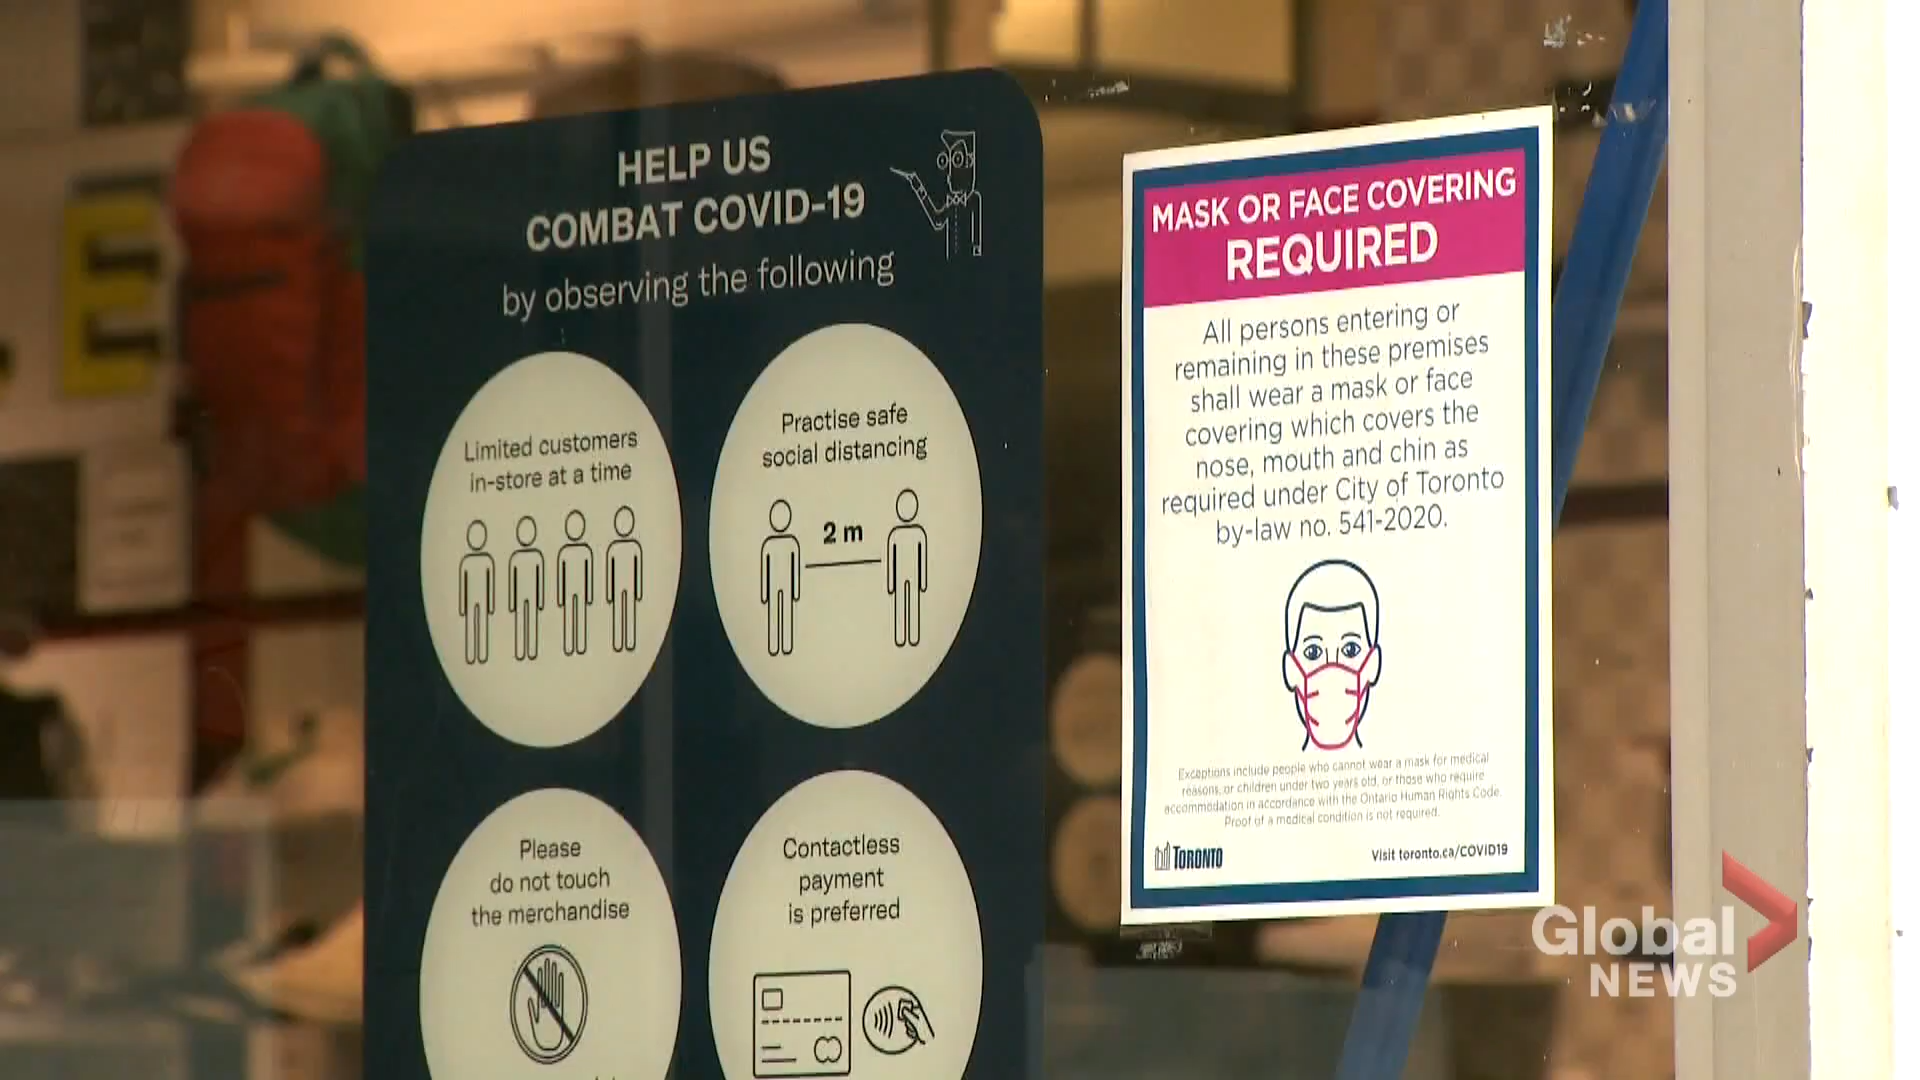 HELP US
COMBAT COVID-19
by observing the following
Limited customers
in-store at a time
Practise safe
social distancing
2 m
Please
do not touch
the merchandise
Contactless
payment
is preferred
MASK OR FACE COVERING
REQUIRED
All persons entering or
remaining in these premises
shall wear a mask or face
covering which covers the
nose, mouth and chin as
required under City of Toronto
by-law no. 541-2020.
Exceptions include people who cannot wear a mask for medical
reasons, or children under two years old, or those who require
accommodation in accordance with the Ontario Human Rights Code.
Proof of a medical condition is not required.
TORONTO
Visit toronto.ca/COVID19
Global
NEWS
E